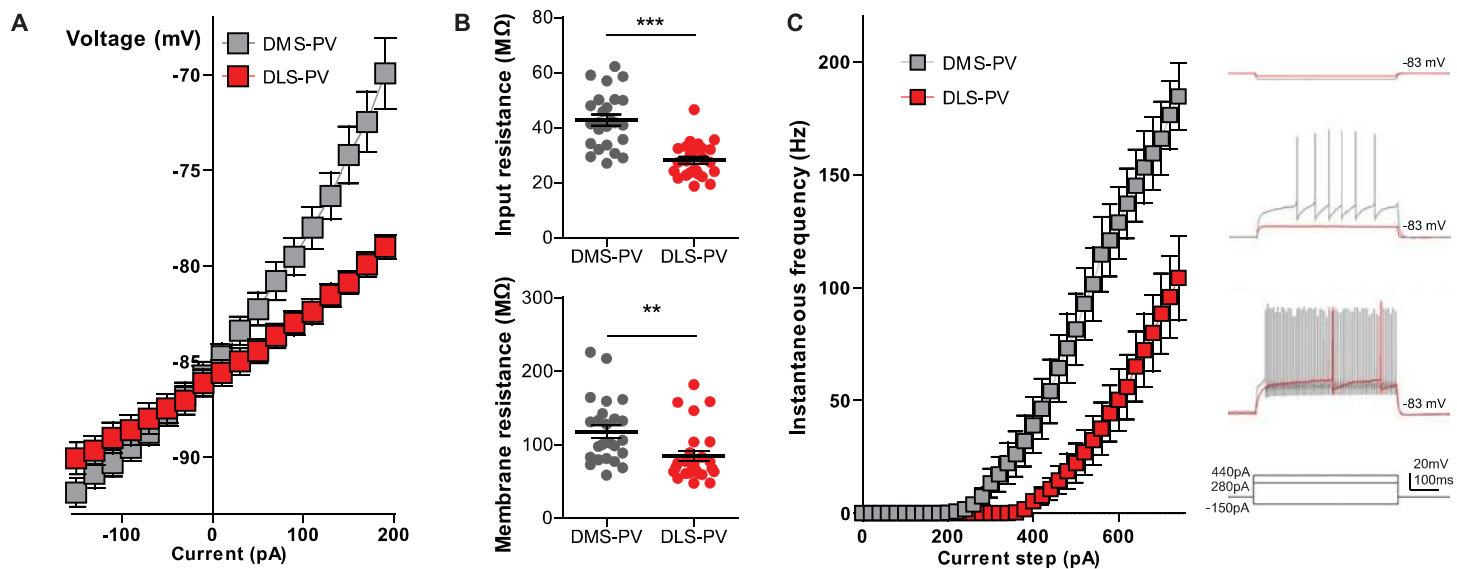 A
Voltage (mV)
DMS-PV
DLS-PV
-70
-75
-80
-85
-90
-100
0
100
200
Current (pA)
B
Input resistance (MΩ)
80
60
40
20
0
***
DMS-PV
DLS-PV
Membrane resistance (MΩ)
300
200
100
0
**
DMS-PV
DLS-PV
C
Instantaneous frequency (Hz)
200
150
100
50
0
DMS-PV
DLS-PV
0
200
400
600
Current step (pA)
-83 mV
-83 mV
-83 mV
440pA
280pA
-150pA
20mV
100ms